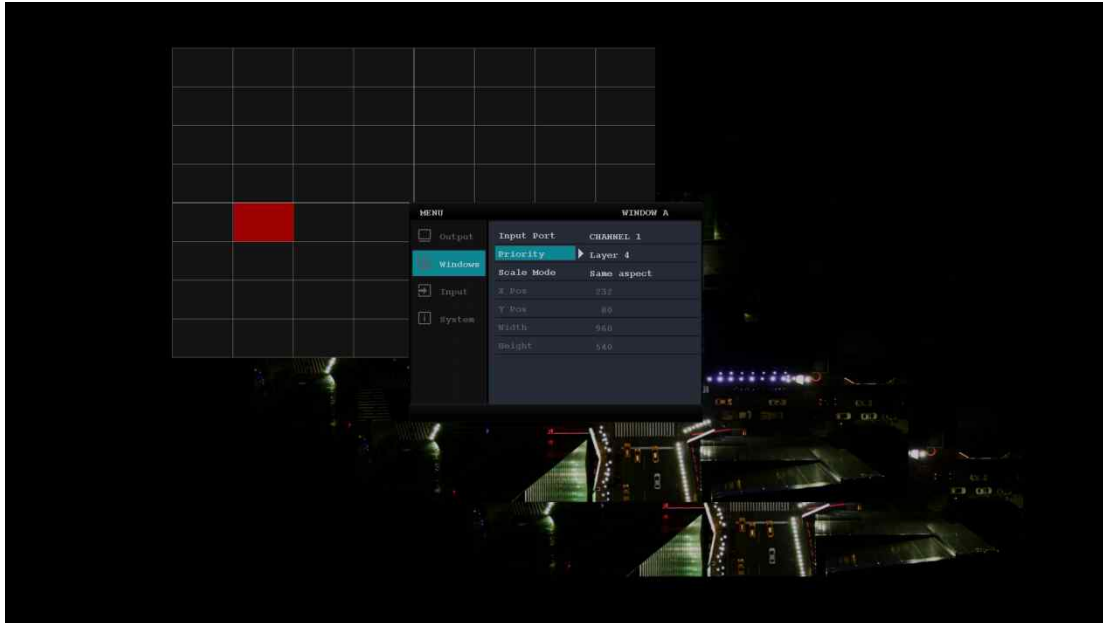 MENU WINDOW A
Output
Windows
Input
System
Input Port CHANNEL 1
Priority Layer 4
Scale Mode Same aspect
X Pos 232
Y Pos 80
Width 960
Height 540